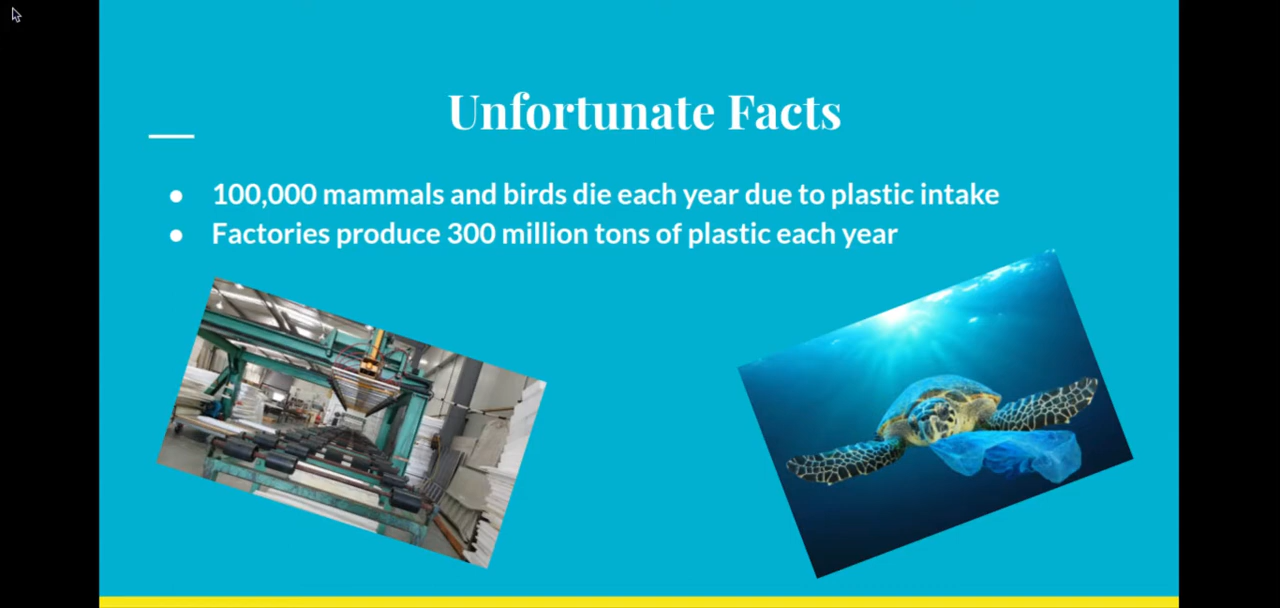 Unfortunate Facts
● 100,000 mammals and birds die each year due to plastic intake
● Factories produce 300 million tons of plastic each year